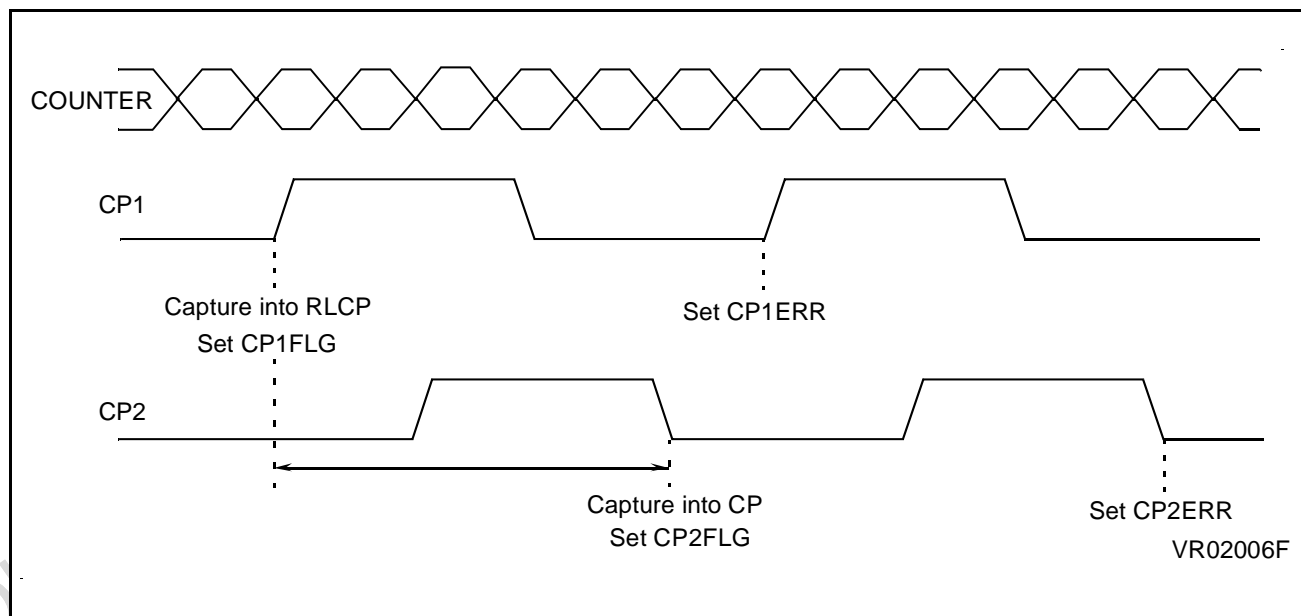 COUNTER
CP1
Capture into RLCP
Set CP1FLG
Set CP1ERR
CP2
Capture into CP
Set CP2FLG
Set CP2ERR
VR02006F